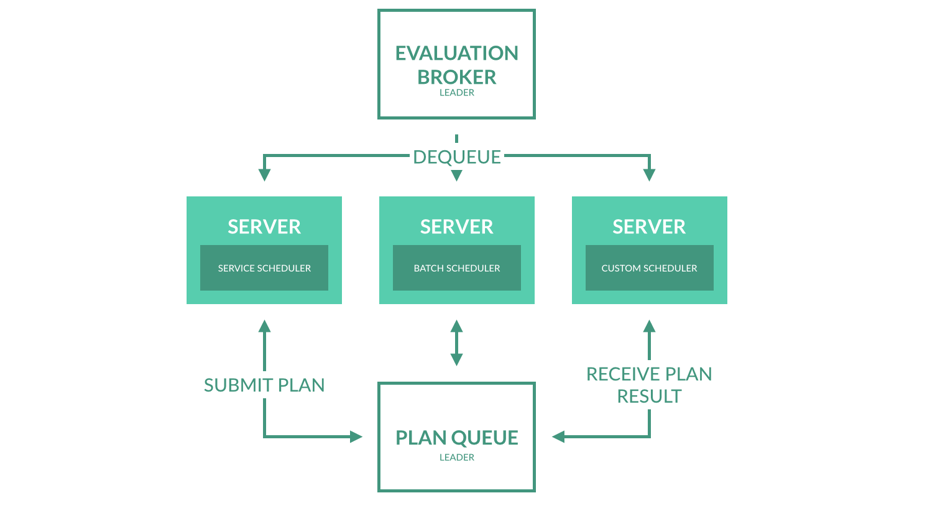 EVALUATION
BROKER
LEADER
DEQUEUE
SERVER
SERVICE SCHEDULER
SERVER
BATCH SCHEDULER
SERVER
CUSTOM SCHEDULER
SUBMIT PLAN
RECEIVE PLAN
RESULT
PLAN QUEUE
LEADER